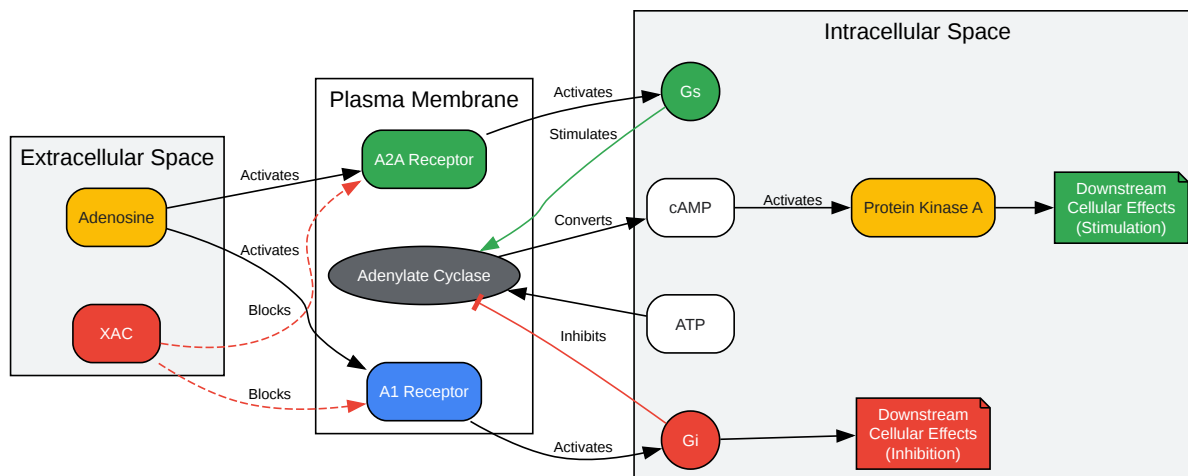 Extracellular Space
Adenosine
XAC
Activates
Activates
Blocks
Blocks
Plasma Membrane
A2A Receptor
Adenylate Cyclase
A1 Receptor
Activates
Stimulates
Converts
Inhibits
Activates
Intracellular Space
Gs
cAMP
Activates
Protein Kinase A
Downstream
Cellular Effects
(Stimulation)
ATP
Gi
Downstream
Cellular Effects
(Inhibition)